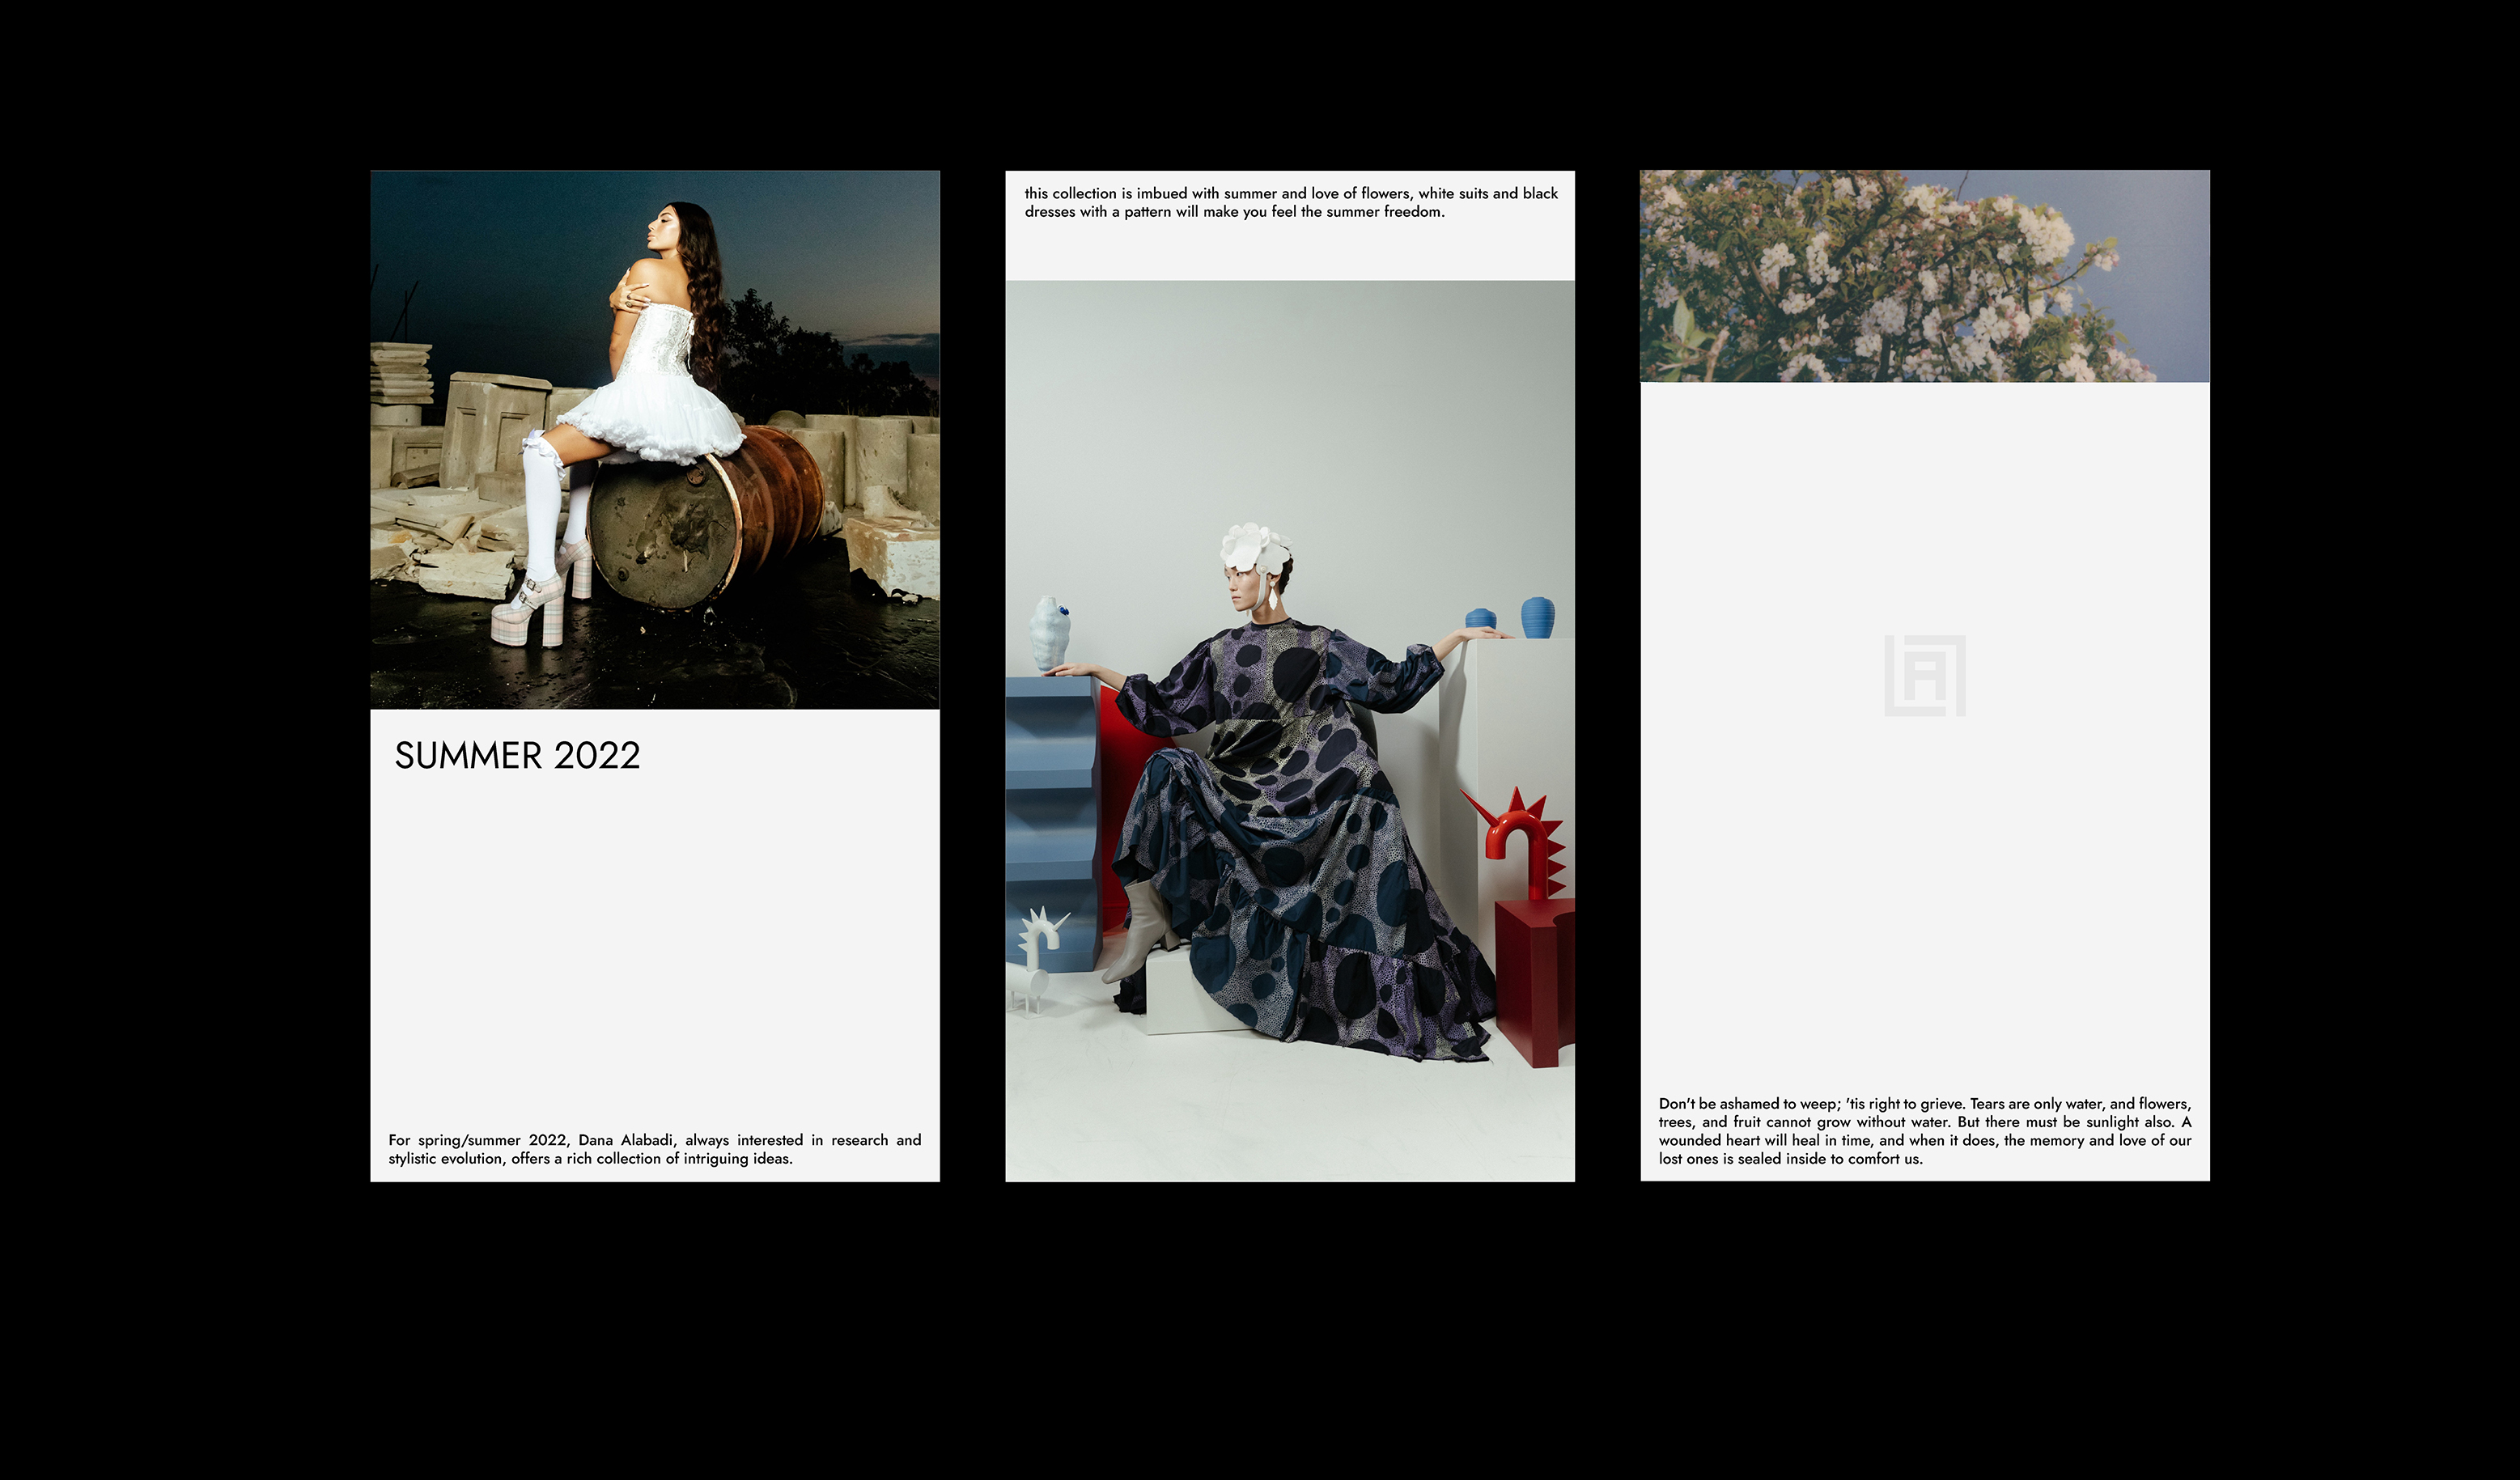 SUMMER 2022
For spring/summer 2022, Dana Alabadi, always interested in research and
stylistic evolution, offers a rich collection of intriguing ideas.
this collection is imbued with summer and love of flowers, white suits and black
dresses with a pattern will make you feel the summer freedom.
Don't be ashamed to weep; 'tis right to grieve. Tears are only water, and flowers,
trees, and fruit cannot grow without water. But there must be sunlight also. A
wounded heart will heal in time, and when it does, the memory and love of our
lost ones is sealed inside to comfort us.